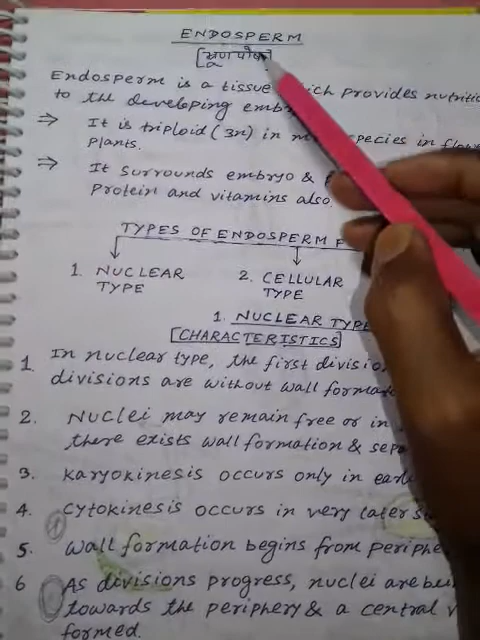 ENDOSPERM
[भ्रूणपोष]
Endosperm is a tissue which provides nutritio
to the developing emb
⇒ It is triploid (3n) in m species in flow
plants.
⇒ It surrounds embryo &
Protein and vitamins also.
TYPES OF ENDOSPERM F
1. NUCLEAR TYPE
2. CELLULAR TYPE
1. NUCLEAR TYPE
[CHARACTERISTICS]
1. In nuclear type, the first divisio
divisions are without wall forma
2. Nuclei may remain free or in
there exists wall formation & sep
3. Karyokinesis occurs only in earl
4. Cytokinesis occurs in very later s
5. Wall formation begins from periphe
6 As divisions progress, nuclei are
towards the periphery & a central v
formed.